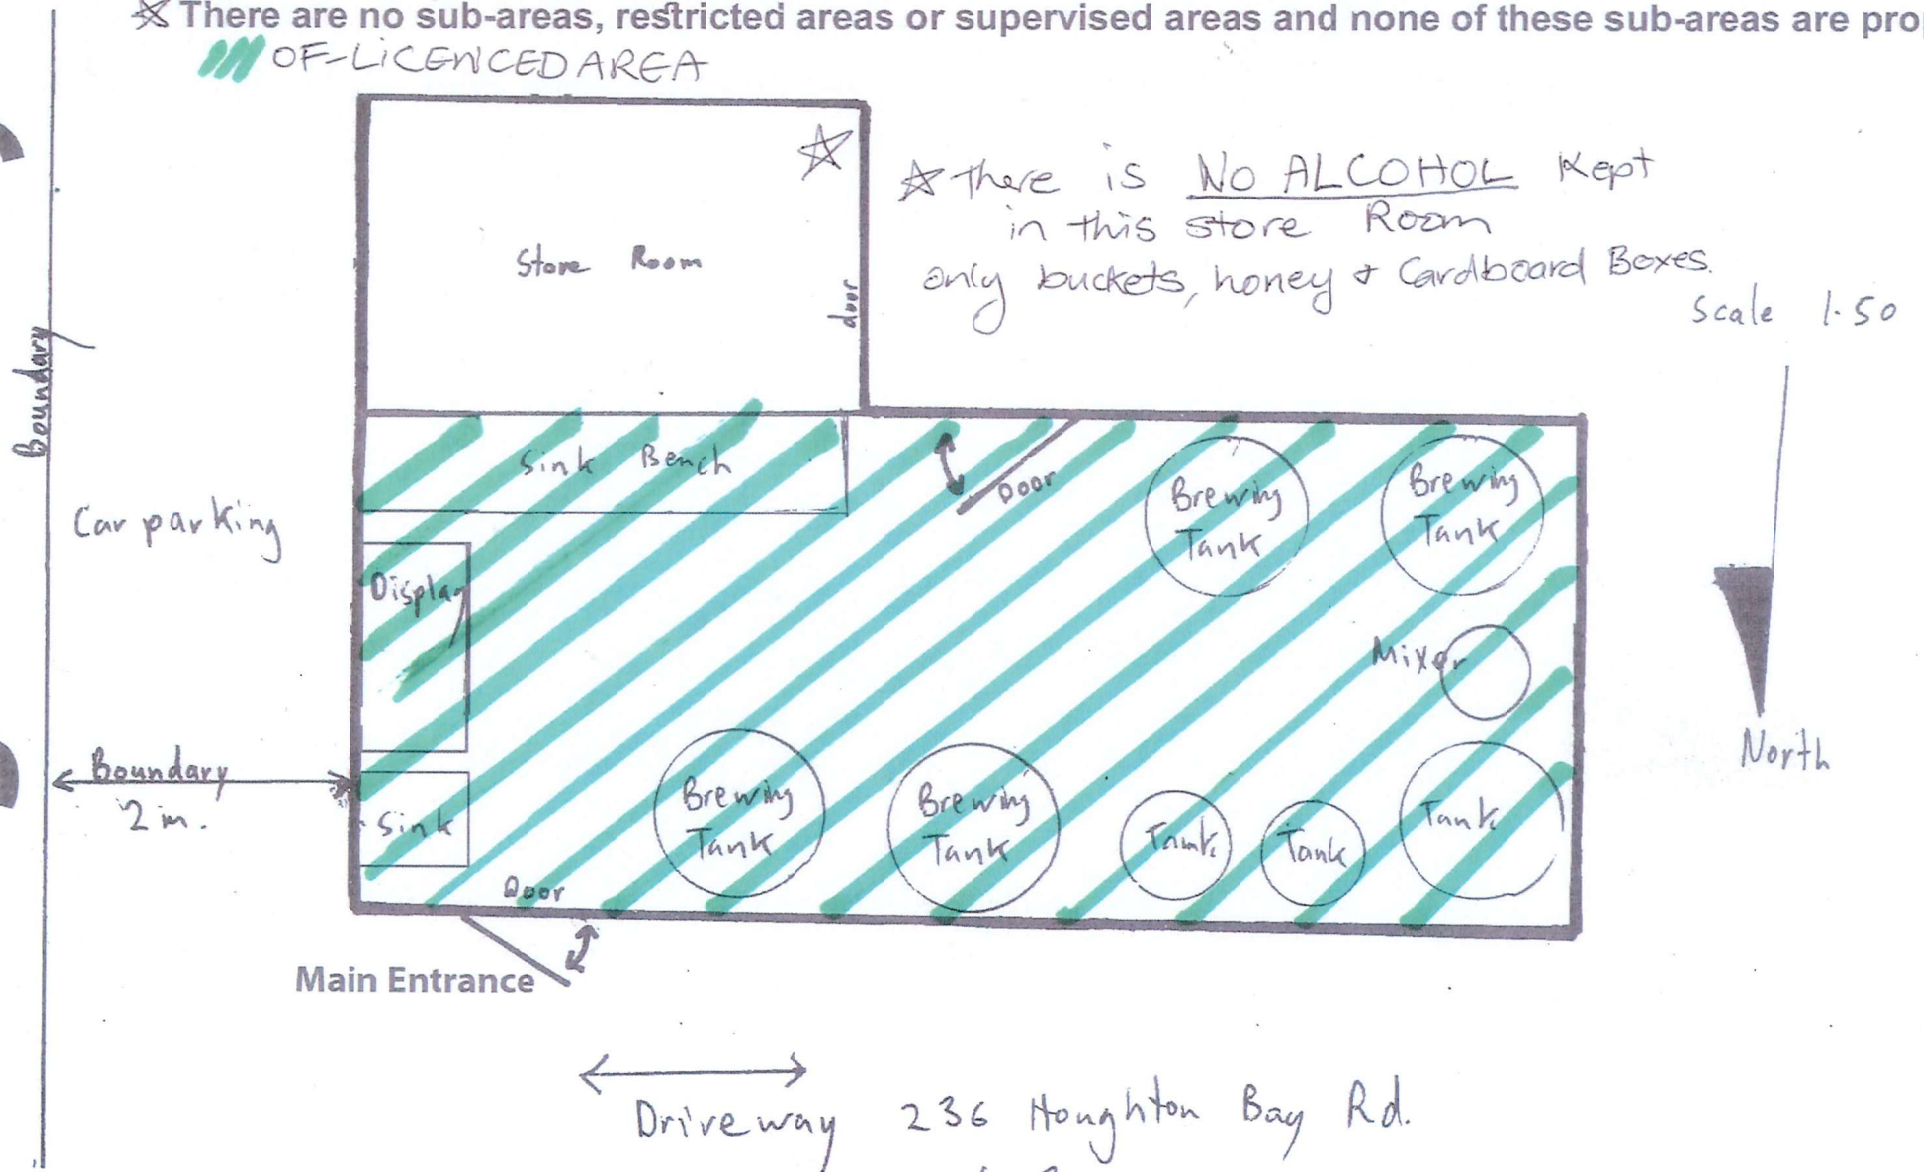 ☆ There are no sub-areas, restricted areas or supervised areas and none of these sub-areas are pro
OF-LICENCED AREA
☆ There is NO ALCOHOL Kept
in this store Room
only buckets, honey & Cardboard Boxes.
Scale 1.50
Store Room
door
Boundary
Sink Bench
Door
Brewing
Tank
Brewing
Tank
Car parking
Display
Mixer
North
Boundary
2m.
Sink
Door
Brewing
Tank
Brewing
Tank
Tank
Tank
Tank
Main Entrance
Driveway 236 Houghton Bay Rd.